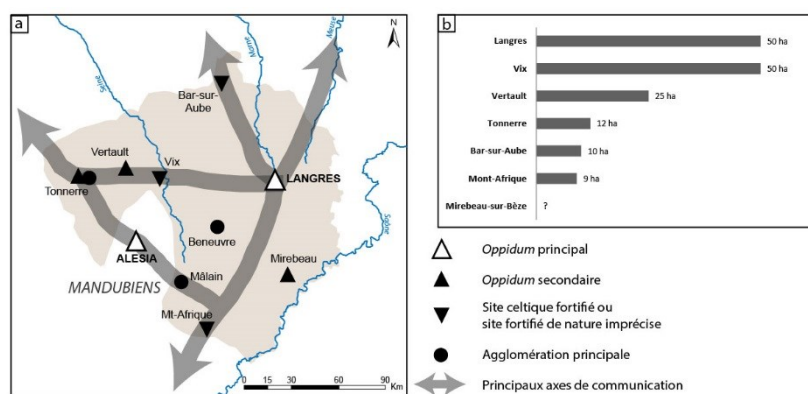 a
N
Seine
Marne
Meuse
Bar-sur-
Aube
Vertault
Vix
Tonnerre
LANGRES
Saône
Beneuvre
ALESIA
Mirebeau
MANDUBIENS
Mâlain
Mt-Afrique
0 15 30 60 90
Km
b
Langres 50 ha
Vix 50 ha
Vertault 25 ha
Tonnerre 12 ha
Bar-sur-Aube 10 ha
Mont-Afrique 9 ha
Mirebeau-sur-Bèze ?
Oppidum principal
Oppidum secondaire
Site celtique fortifié ou
site fortifié de nature imprécise
Agglomération principale
Principaux axes de communication